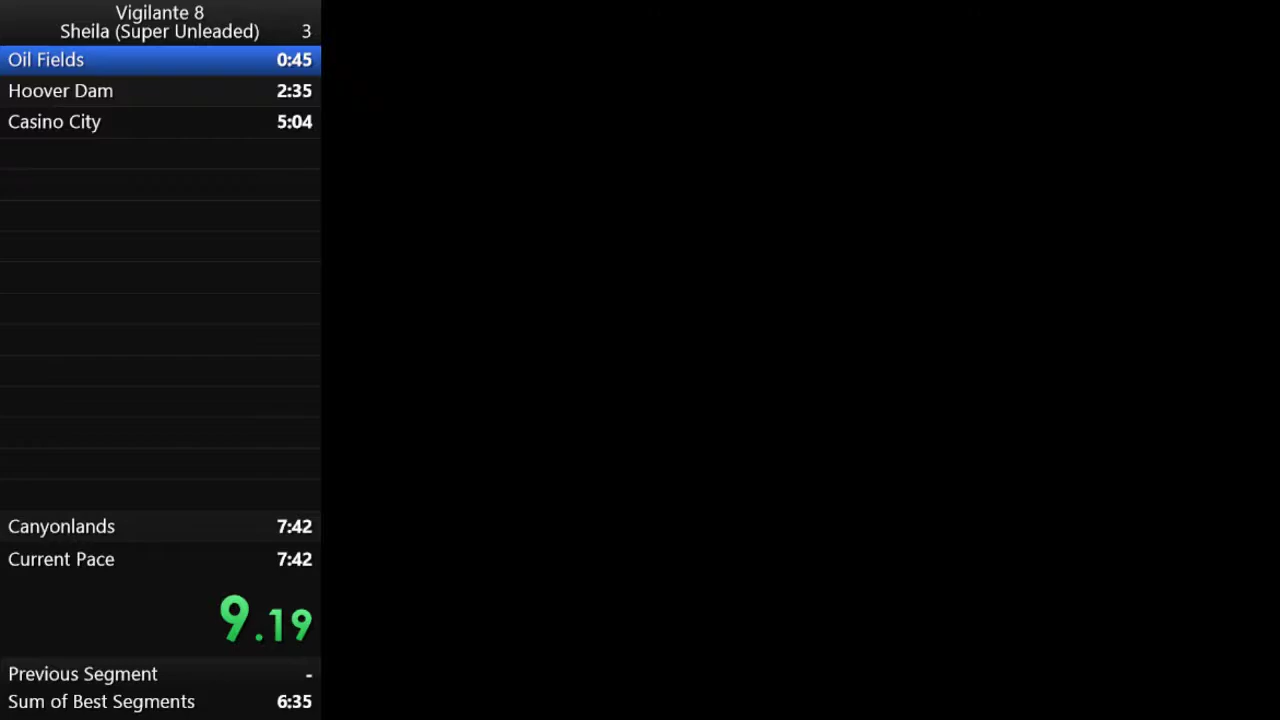 Vigilante 8
Sheila (Super Unleaded) 3
Oil Fields 0:45
Hoover Dam 2:35
Casino City 5:04
Canyonlands 7:42
Current Pace 7:42
9.19
Previous Segment -
Sum of Best Segments 6:35